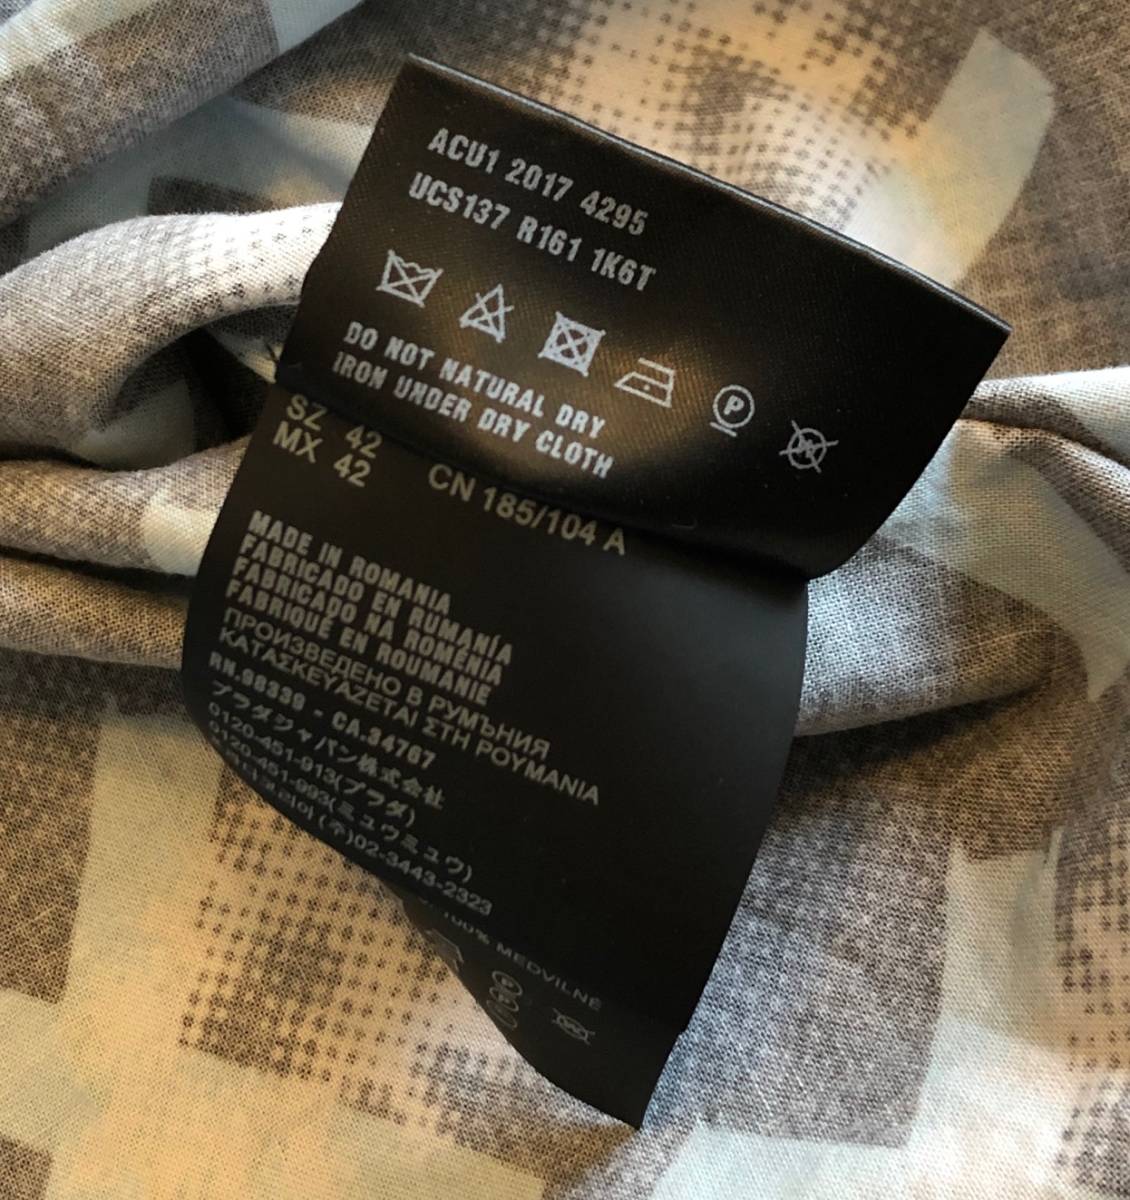 ACU1 2017 4295
UCS137 R161 1K6T
P
DO NOT NATURAL DRY
IRON UNDER DRY CLOTH
SZ 42
MX 42 CN 185/104 A
MADE IN ROMANIA
FABRICADO EN RUMANÍA
FABRICADO NA ROMÉNIA
FABRIQUÉ EN ROUMANIE
ПРОИЗВЕДЕНО В РУМЪНИЯ
ΚΑΤΑΣΚΕΥΑΖΕΤΑΙ ΣΤΗ ΡΟΥΜΑΝΙΑ
RN.98339 - CA.34767
プラダジャパン株式会社
0120-451-913(プラダ)
0120-451-993(ミュウミュウ)
(주)02-3443-2323
100% MEDVILNĖ